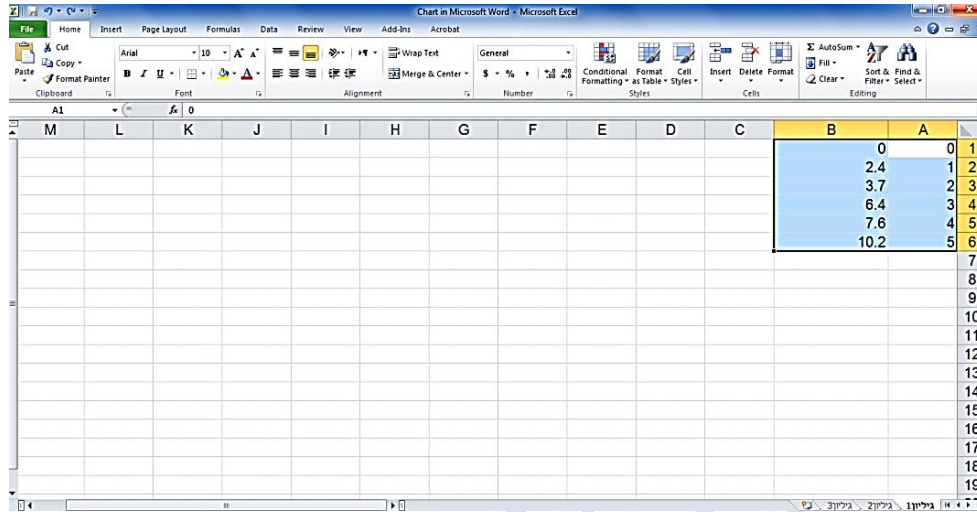 Chart in Microsoft Word - Microsoft Excel
File Home Insert Page Layout Formulas Data Review View Add-Ins Acrobat
Paste
Cut
Copy
Format Painter
Clipboard
Arial 10
B I U
Font
Wrap Text
Merge & Center
Alignment
General
$ % ,
Number
Conditional Formatting
Format as Table
Cell Styles
Styles
Insert Delete Format
Cells
Σ AutoSum
Fill
Clear
Sort & Filter
Find & Select
Editing
A1 fx 0
M L K J I H G F E D C B A
0 0 1
2.4 1 2
3.7 2 3
6.4 3 4
7.6 4 5
10.2 5 6
7
8
9
10
11
12
13
14
15
16
17
18
19
גיליון1 גיליון2 גיליון3